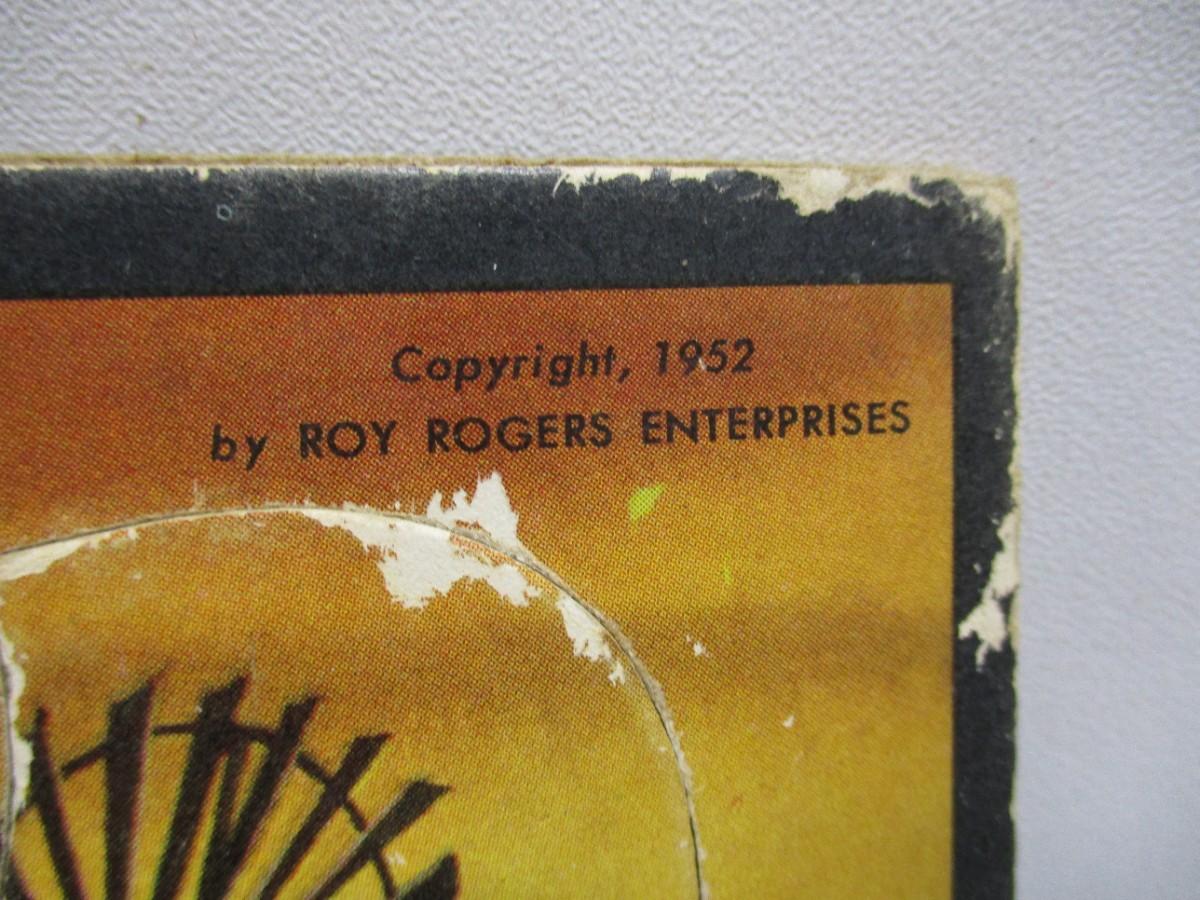 Copyright, 1952
by ROY ROGERS ENTERPRISES